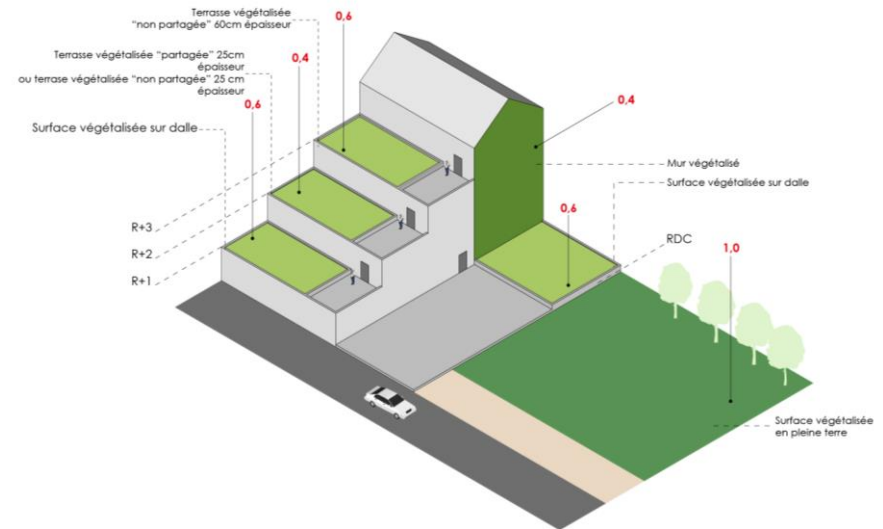 Terrasse végétalisée
“non partagée” 60cm épaisseur
0,6
Terrasse végétalisée “partagée” 25cm
épaisseur
ou terrase végétalisée “non partagée” 25 cm
épaisseur
0,4
0,6
Surface végétalisée sur dalle
0,4
Mur végétalisé
Surface végétalisée sur dalle
0,6
RDC
1,0
R+3
R+2
R+1
Surface végétalisée
en pleine terre